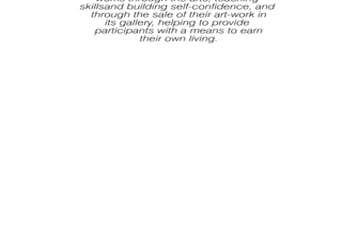 skillsand building self-confidence, and
through the sale of their art-work in
its gallery, helping to provide
participants with a means to earn
their own living.